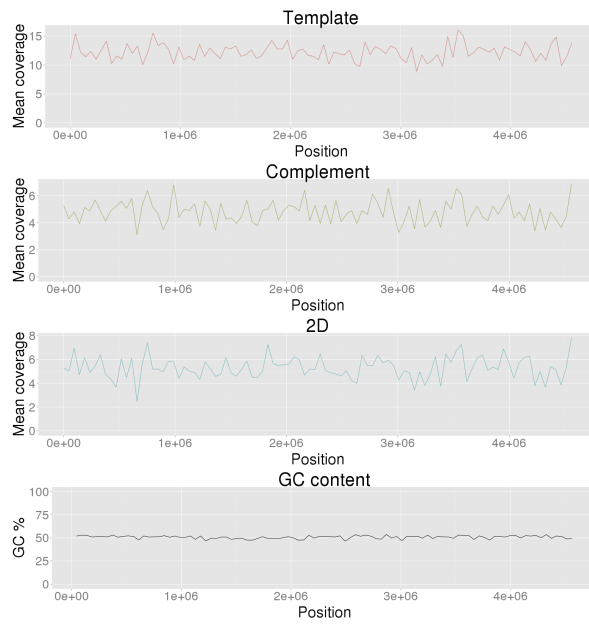 Template
Mean coverage
15
10
5
0
0e+00 1e+06 2e+06 3e+06 4e+06
Position
Complement
Mean coverage
6
4
2
0
0e+00 1e+06 2e+06 3e+06 4e+06
Position
2D
Mean coverage
8
6
4
2
0
0e+00 1e+06 2e+06 3e+06 4e+06
Position
GC content
GC %
100
75
50
25
0
0e+00 1e+06 2e+06 3e+06 4e+06
Position